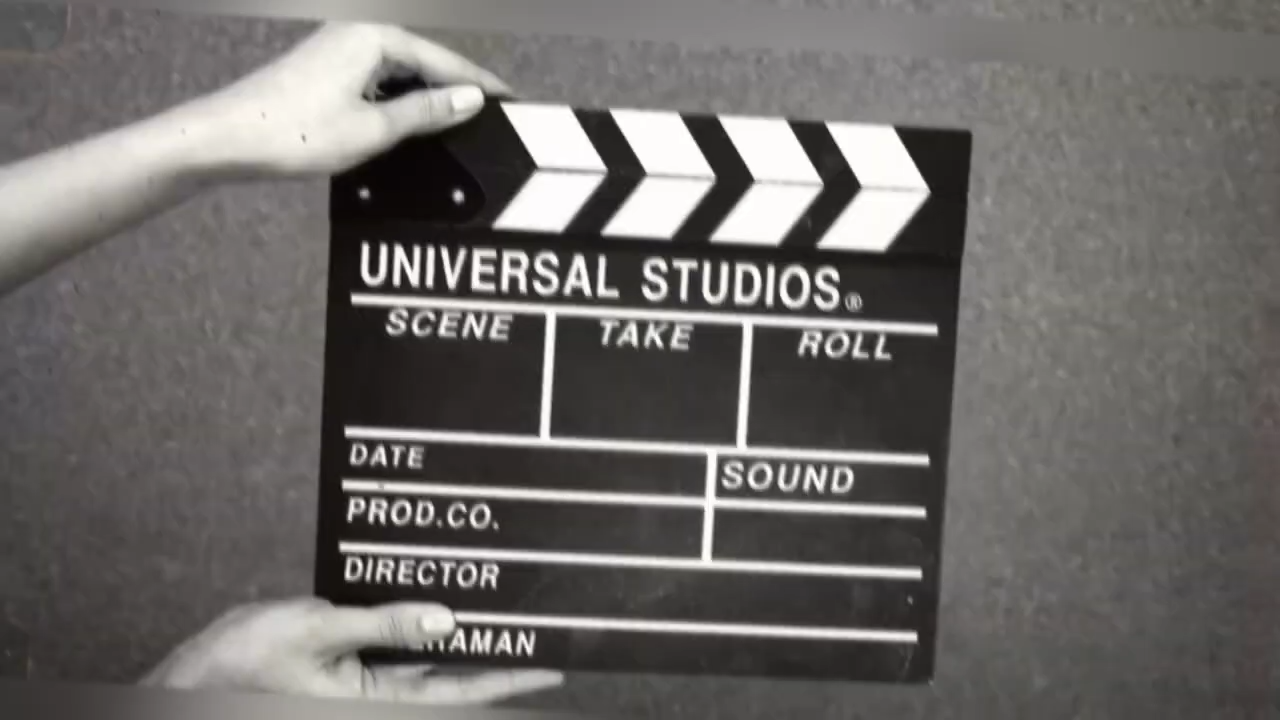 UNIVERSAL STUDIOS®
SCENE TAKE ROLL
DATE
SOUND
PROD.CO.
DIRECTOR